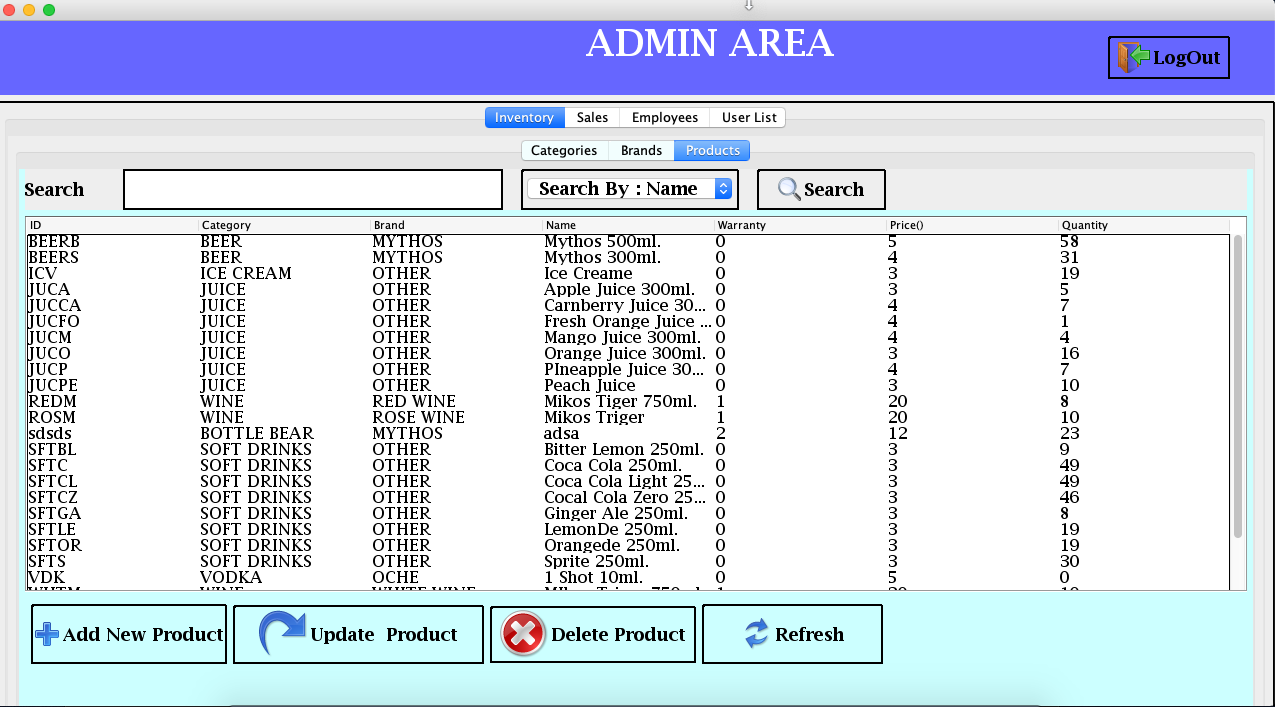 ADMIN AREA
LogOut
Inventory Sales Employees User List
Categories Brands Products
Search Search By : Name Search
ID Category Brand Name Warranty Price() Quantity
BEERB BEER MYTHOS Mythos 500ml. 0 5 58
BEERS BEER MYTHOS Mythos 300ml. 0 4 31
ICV ICE CREAM OTHER Ice Creame 0 3 19
JUCA JUICE OTHER Apple Juice 300ml. 0 3 5
JUCCA JUICE OTHER Carnberry Juice 30... 0 4 7
JUCFO JUICE OTHER Fresh Orange Juice ... 0 4 1
JUCM JUICE OTHER Mango Juice 300ml. 0 4 4
JUCO JUICE OTHER Orange Juice 300ml. 0 3 16
JUCP JUICE OTHER PIneapple Juice 30... 0 4 7
JUCPE JUICE OTHER Peach Juice 0 3 10
REDM WINE RED WINE Mikos Tiger 750ml. 1 20 8
ROSM WINE ROSE WINE Mikos Triger 1 20 10
sdsds BOTTLE BEAR MYTHOS adsa 2 12 23
SFTBL SOFT DRINKS OTHER Bitter Lemon 250ml. 0 3 9
SFTC SOFT DRINKS OTHER Coca Cola 250ml. 0 3 49
SFTCL SOFT DRINKS OTHER Coca Cola Light 25... 0 3 49
SFTCZ SOFT DRINKS OTHER Cocal Cola Zero 25... 0 3 46
SFTGA SOFT DRINKS OTHER Ginger Ale 250ml. 0 3 8
SFTLE SOFT DRINKS OTHER LemonDe 250ml. 0 3 19
SFTOR SOFT DRINKS OTHER Orangede 250ml. 0 3 19
SFTS SOFT DRINKS OTHER Sprite 250ml. 0 3 30
VDK VODKA OCHE 1 Shot 10ml. 0 5 0
WINE WHITE WINE
Add New Product Update Product Delete Product Refresh